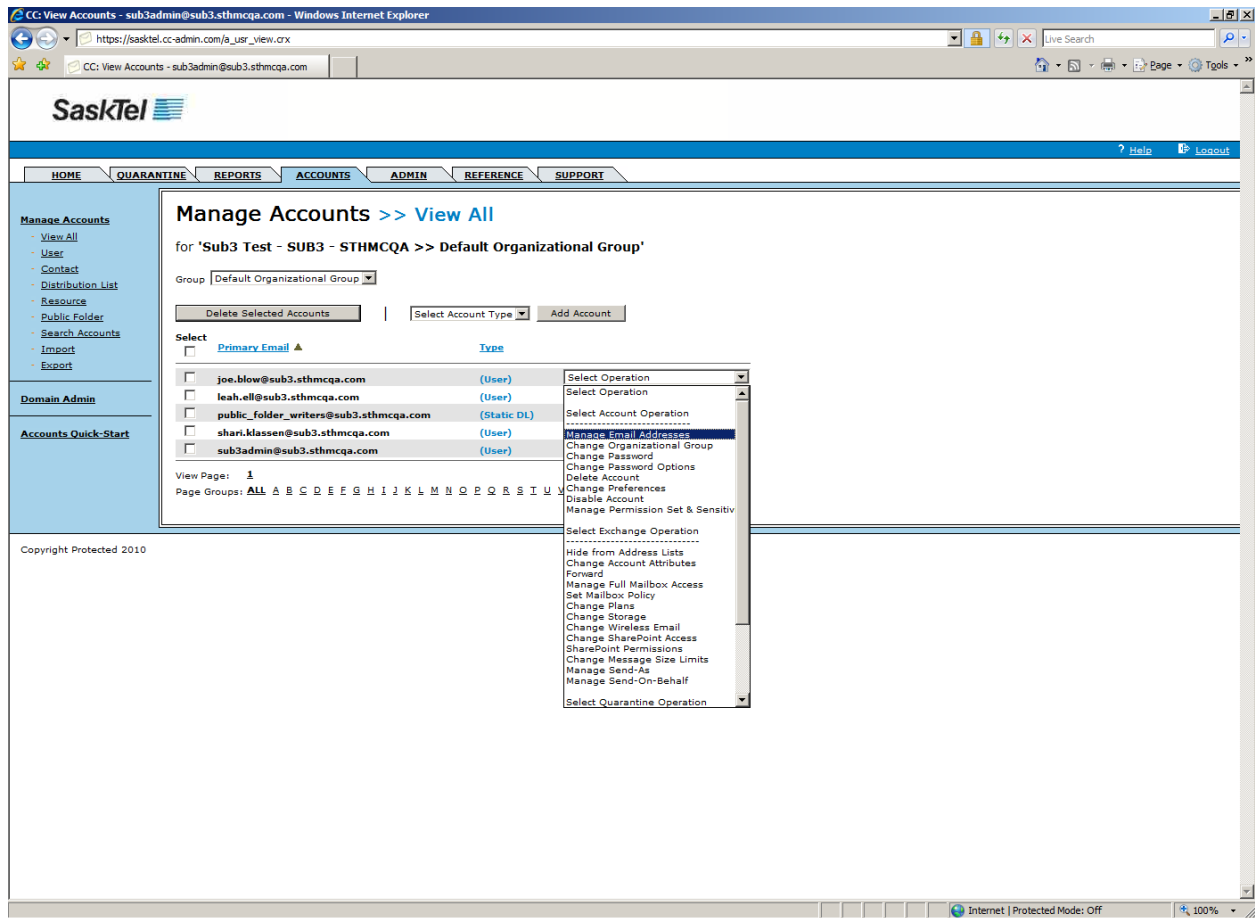 CC: View Accounts - sub3admin@sub3.sthmcqa.com - Windows Internet Explorer
https://sasktel.cc-admin.com/a_usr_view.crx
Live Search
CC: View Accounts - sub3admin@sub3.sthmcqa.com
Page Tools
SaskTel
? Help Logout
HOME QUARANTINE REPORTS ACCOUNTS ADMIN REFERENCE SUPPORT
Manage Accounts
View All
User
Contact
Distribution List
Resource
Public Folder
Search Accounts
Import
Export
Domain Admin
Accounts Quick-Start
Manage Accounts >> View All
for 'Sub3 Test - SUB3 - STHMCQA >> Default Organizational Group'
Group Default Organizational Group
Delete Selected Accounts | Select Account Type Add Account
Select
Primary Email Type
joe.blow@sub3.sthmcqa.com (User) Select Operation
leah.ell@sub3.sthmcqa.com (User)
public_folder_writers@sub3.sthmcqa.com (Static DL)
shari.klassen@sub3.sthmcqa.com (User)
sub3admin@sub3.sthmcqa.com (User)
View Page: 1
Page Groups: ALL A B C D E F G H I J K L M N O P Q R S T U V
Select Operation
Select Account Operation
---------------------------
Manage Email Addresses
Change Organizational Group
Change Password
Change Password Options
Delete Account
Change Preferences
Disable Account
Manage Permission Set & Sensitiv
Select Exchange Operation
-----------------------------
Hide from Address Lists
Change Account Attributes
Forward
Manage Full Mailbox Access
Set Mailbox Policy
Change Plans
Change Storage
Change Wireless Email
Change SharePoint Access
SharePoint Permissions
Change Message Size Limits
Manage Send-As
Manage Send-On-Behalf
Select Quarantine Operation
Copyright Protected 2010
Internet | Protected Mode: Off 100%